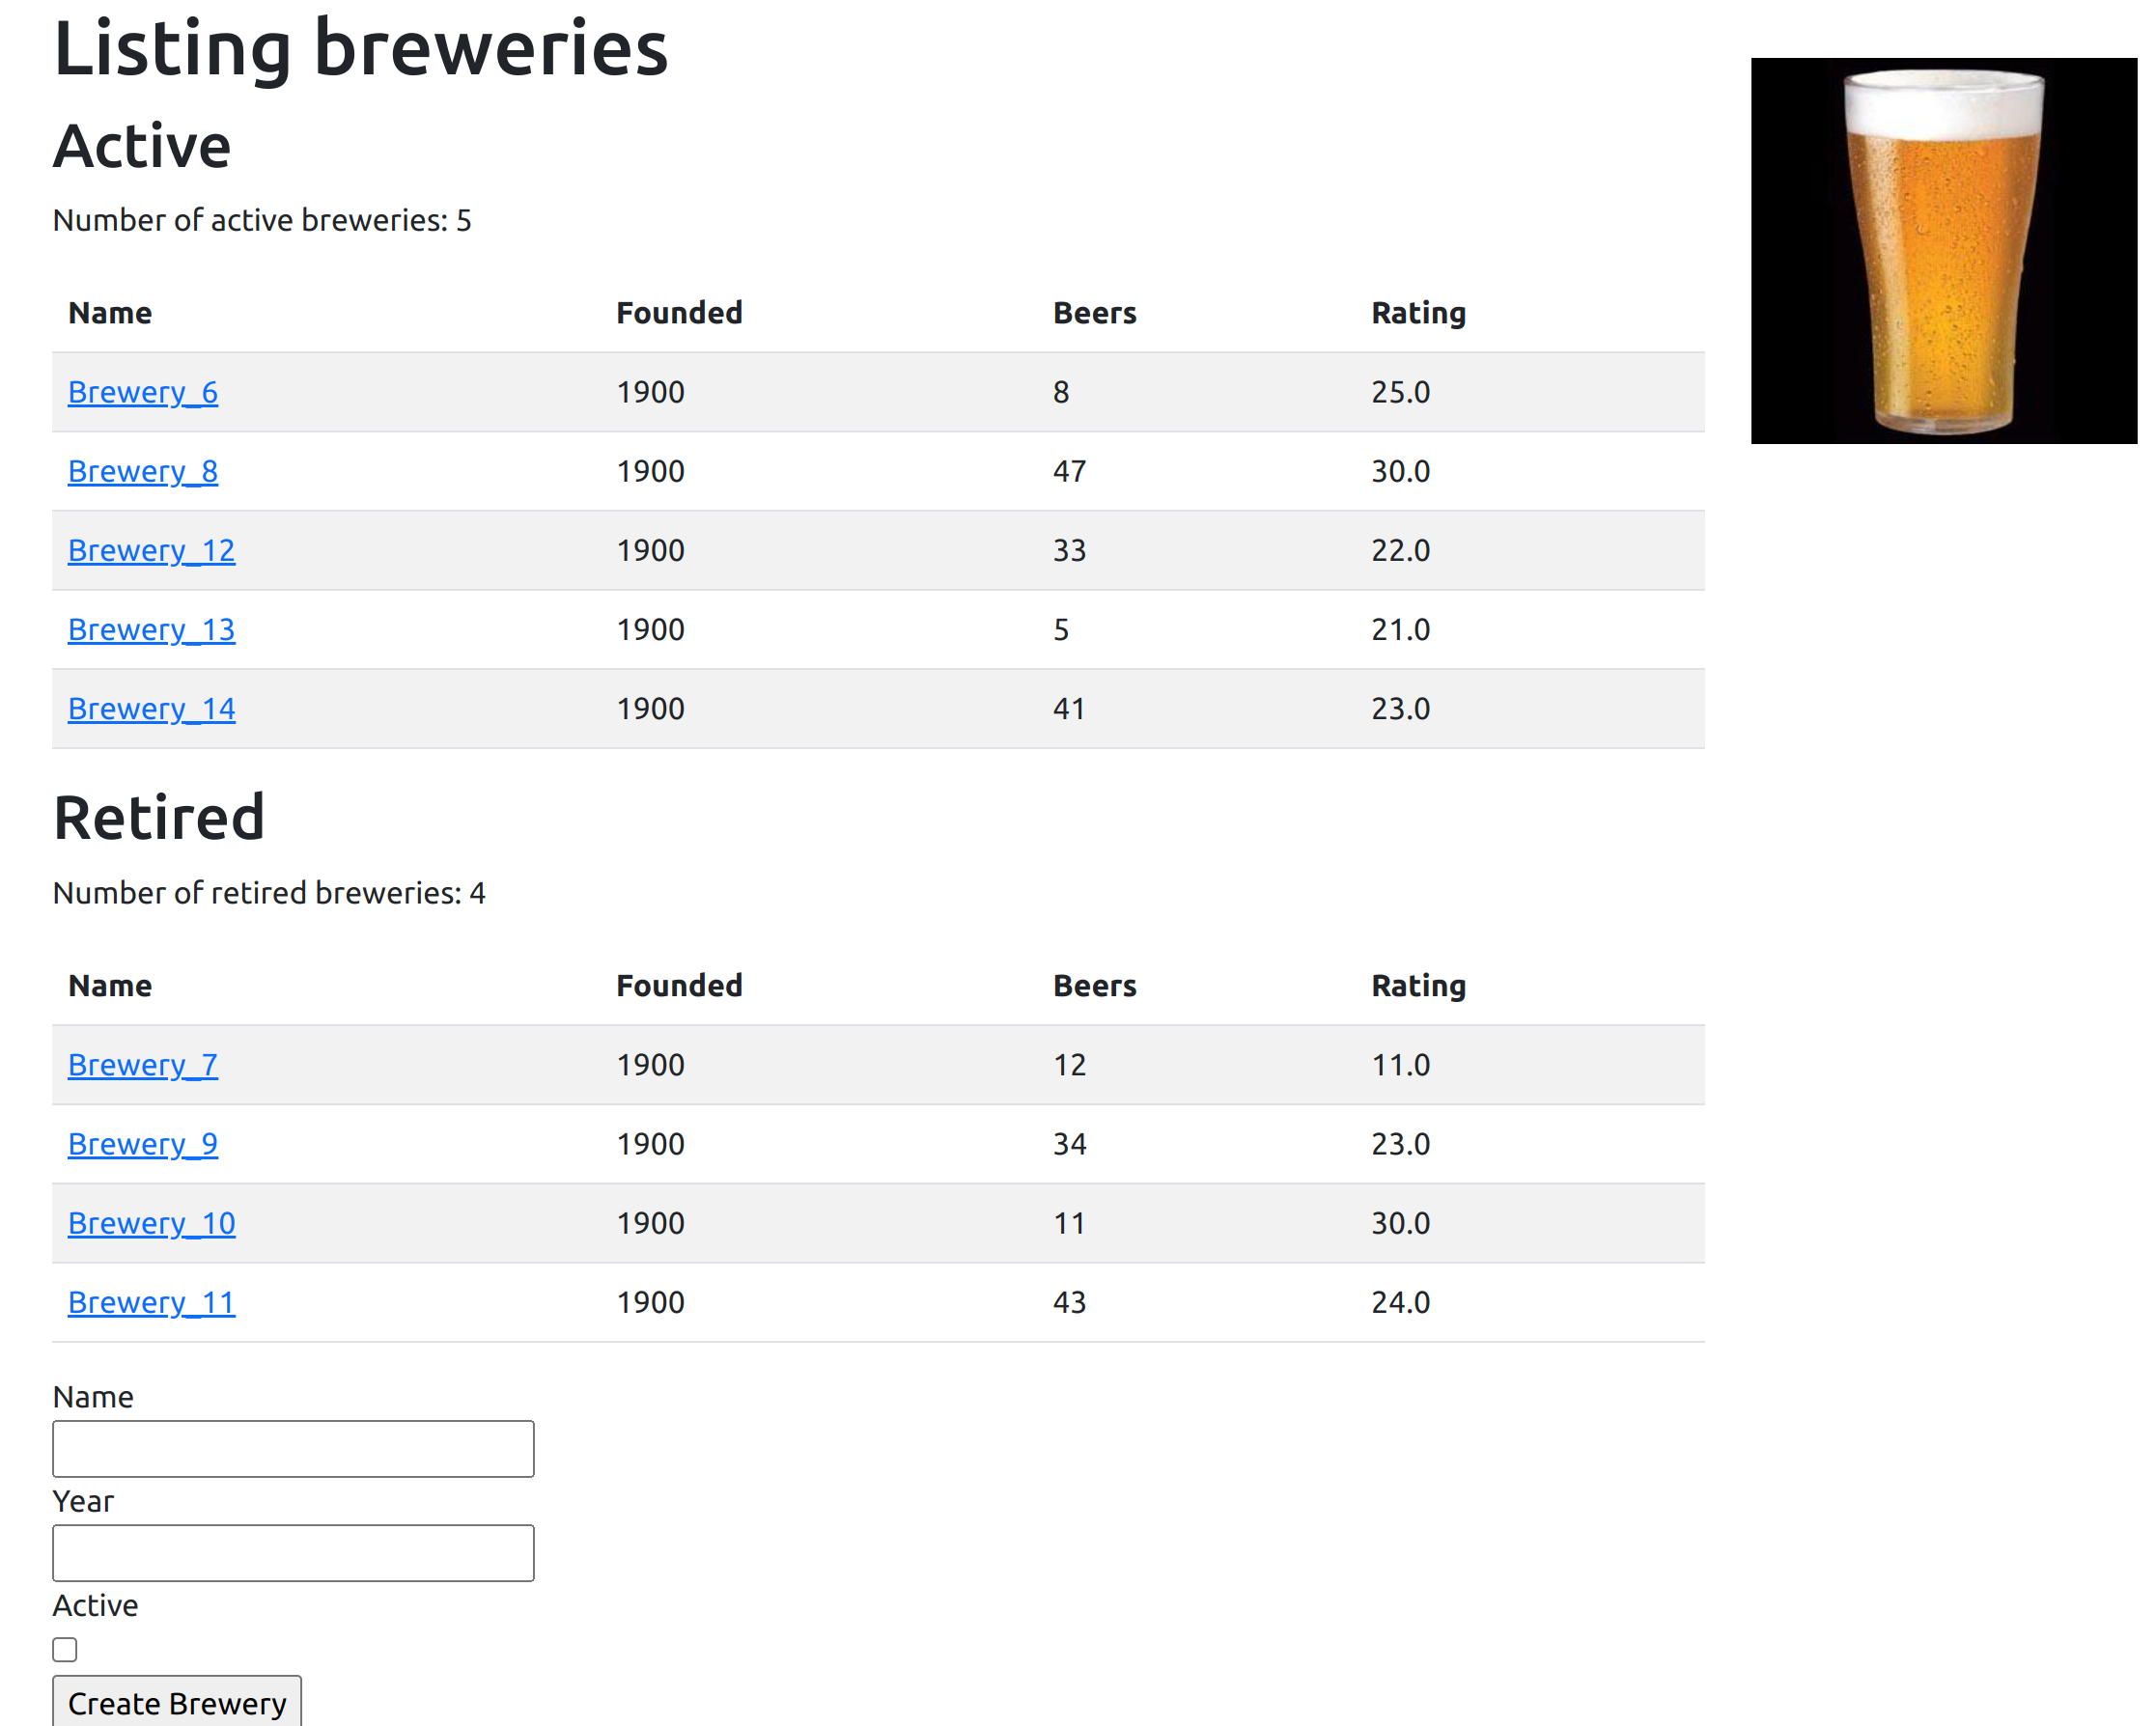 Listing breweries
Active
Number of active breweries: 5
Name Founded Beers Rating
Brewery_6 1900 8 25.0
Brewery_8 1900 47 30.0
Brewery_12 1900 33 22.0
Brewery_13 1900 5 21.0
Brewery_14 1900 41 23.0
Retired
Number of retired breweries: 4
Name Founded Beers Rating
Brewery_7 1900 12 11.0
Brewery_9 1900 34 23.0
Brewery_10 1900 11 30.0
Brewery_11 1900 43 24.0
Name
Year
Active
Create Brewery